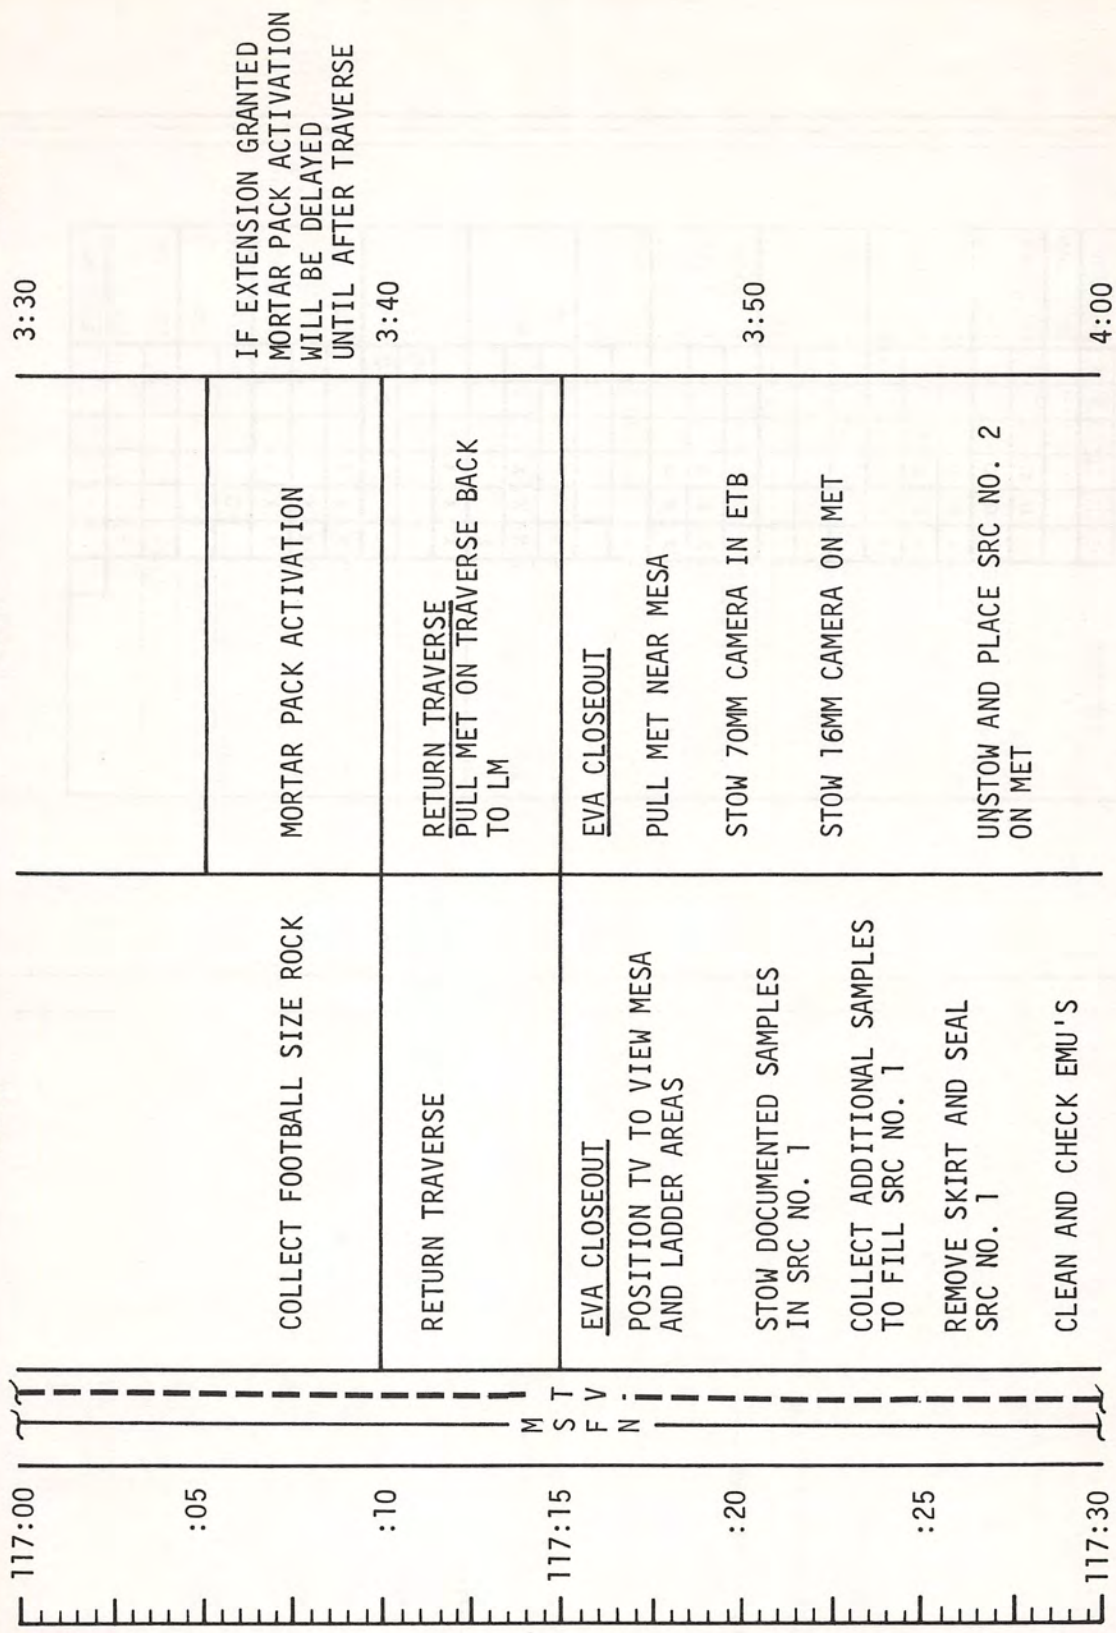 117:00
:05
:10
117:15
:20
:25
117:30
M
S
F
N
T
V
COLLECT FOOTBALL SIZE ROCK
RETURN TRAVERSE
EVA CLOSEOUT
POSITION TV TO VIEW MESA
AND LADDER AREAS
STOW DOCUMENTED SAMPLES
IN SRC NO. 1
COLLECT ADDITIONAL SAMPLES
TO FILL SRC NO. 1
REMOVE SKIRT AND SEAL
SRC NO. 1
CLEAN AND CHECK EMU'S
MORTAR PACK ACTIVATION
RETURN TRAVERSE
PULL MET ON TRAVERSE BACK
TO LM
EVA CLOSEOUT
PULL MET NEAR MESA
STOW 70MM CAMERA IN ETB
STOW 16MM CAMERA ON MET
UNSTOW AND PLACE SRC NO. 2
ON MET
3:30
IF EXTENSION GRANTED
MORTAR PACK ACTIVATION
WILL BE DELAYED
UNTIL AFTER TRAVERSE
3:40
3:50
4:00